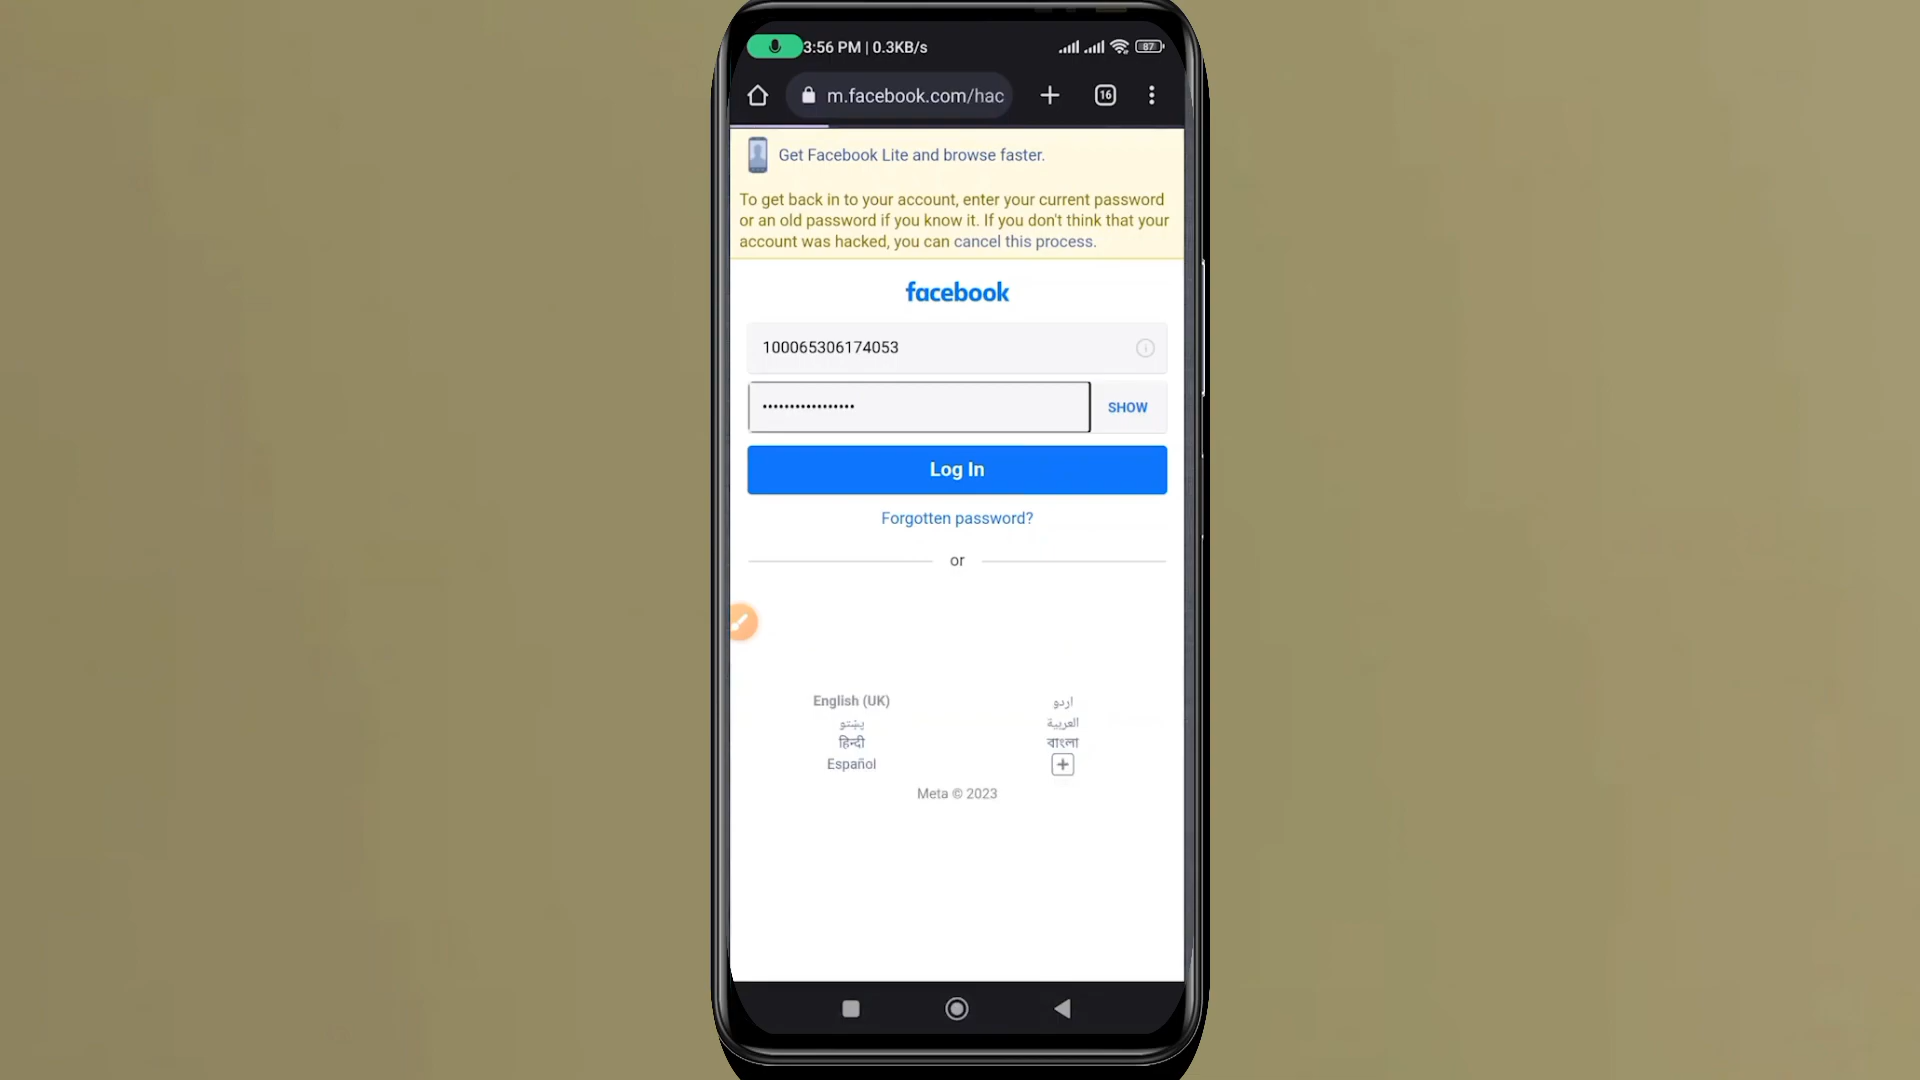 3:56 PM | 0.3KB/s
87
m.facebook.com/hac
16
Get Facebook Lite and browse faster.
To get back in to your account, enter your current password
or an old password if you know it. If you don't think that your
account was hacked, you can cancel this process.
facebook
100065306174053
•••••••••••••••••
SHOW
Log In
Forgotten password?
or
English (UK)
اردو
پښتو
العربية
हिन्दी
বাংলা
Español
Meta © 2023